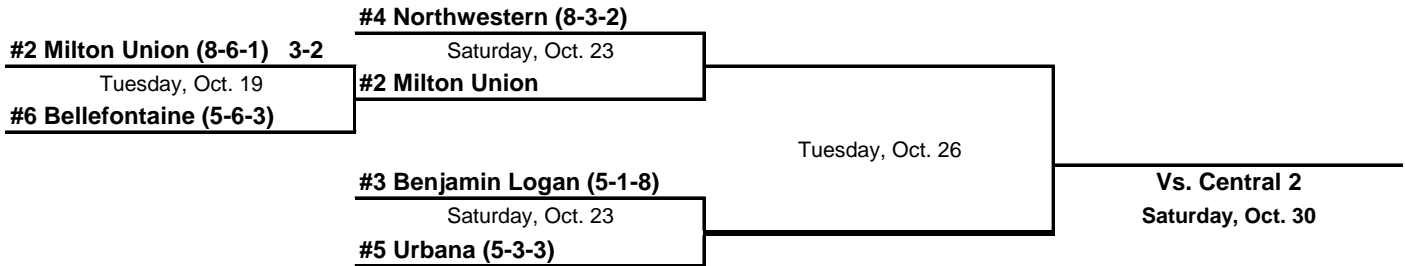 #4 Northwestern (8-3-2)
#2 Milton Union (8-6-1) 3-2
Saturday, Oct. 23
Tuesday, Oct. 19
#2 Milton Union
#6 Bellefontaine (5-6-3)
Tuesday, Oct. 26
#3 Benjamin Logan (5-1-8)
Vs. Central 2
Saturday, Oct. 23
Saturday, Oct. 30
#5 Urbana (5-3-3)